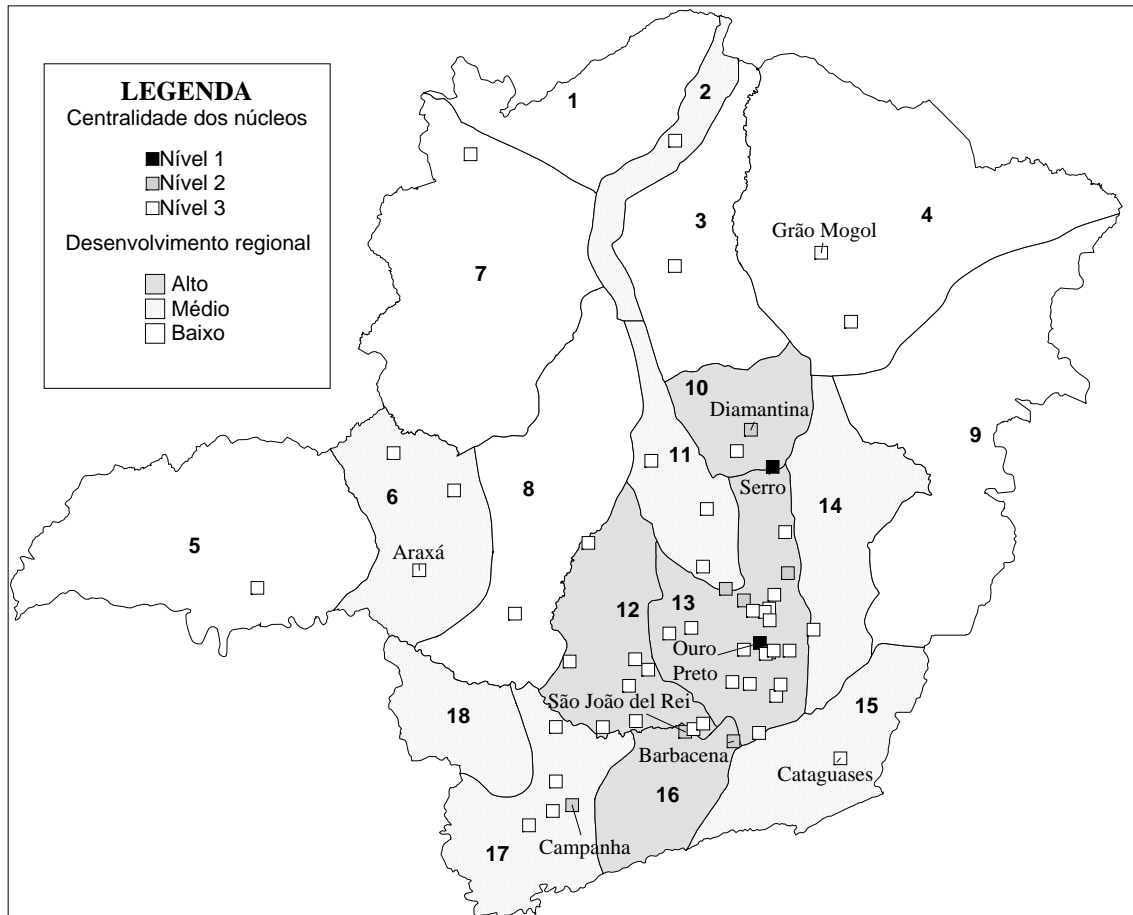 LEGENDA
Centralidade dos núcleos
Nível 1
Nível 2
Nível 3
Desenvolvimento regional
Alto
Médio
Baixo
1
2
3
4
Grão Mogol
7
10
Diamantina
9
11
Serro
6
8
14
5
Araxá
12
13
Ouro
Preto
São João del Rei
15
18
Barbacena
Cataguases
16
17
Campanha